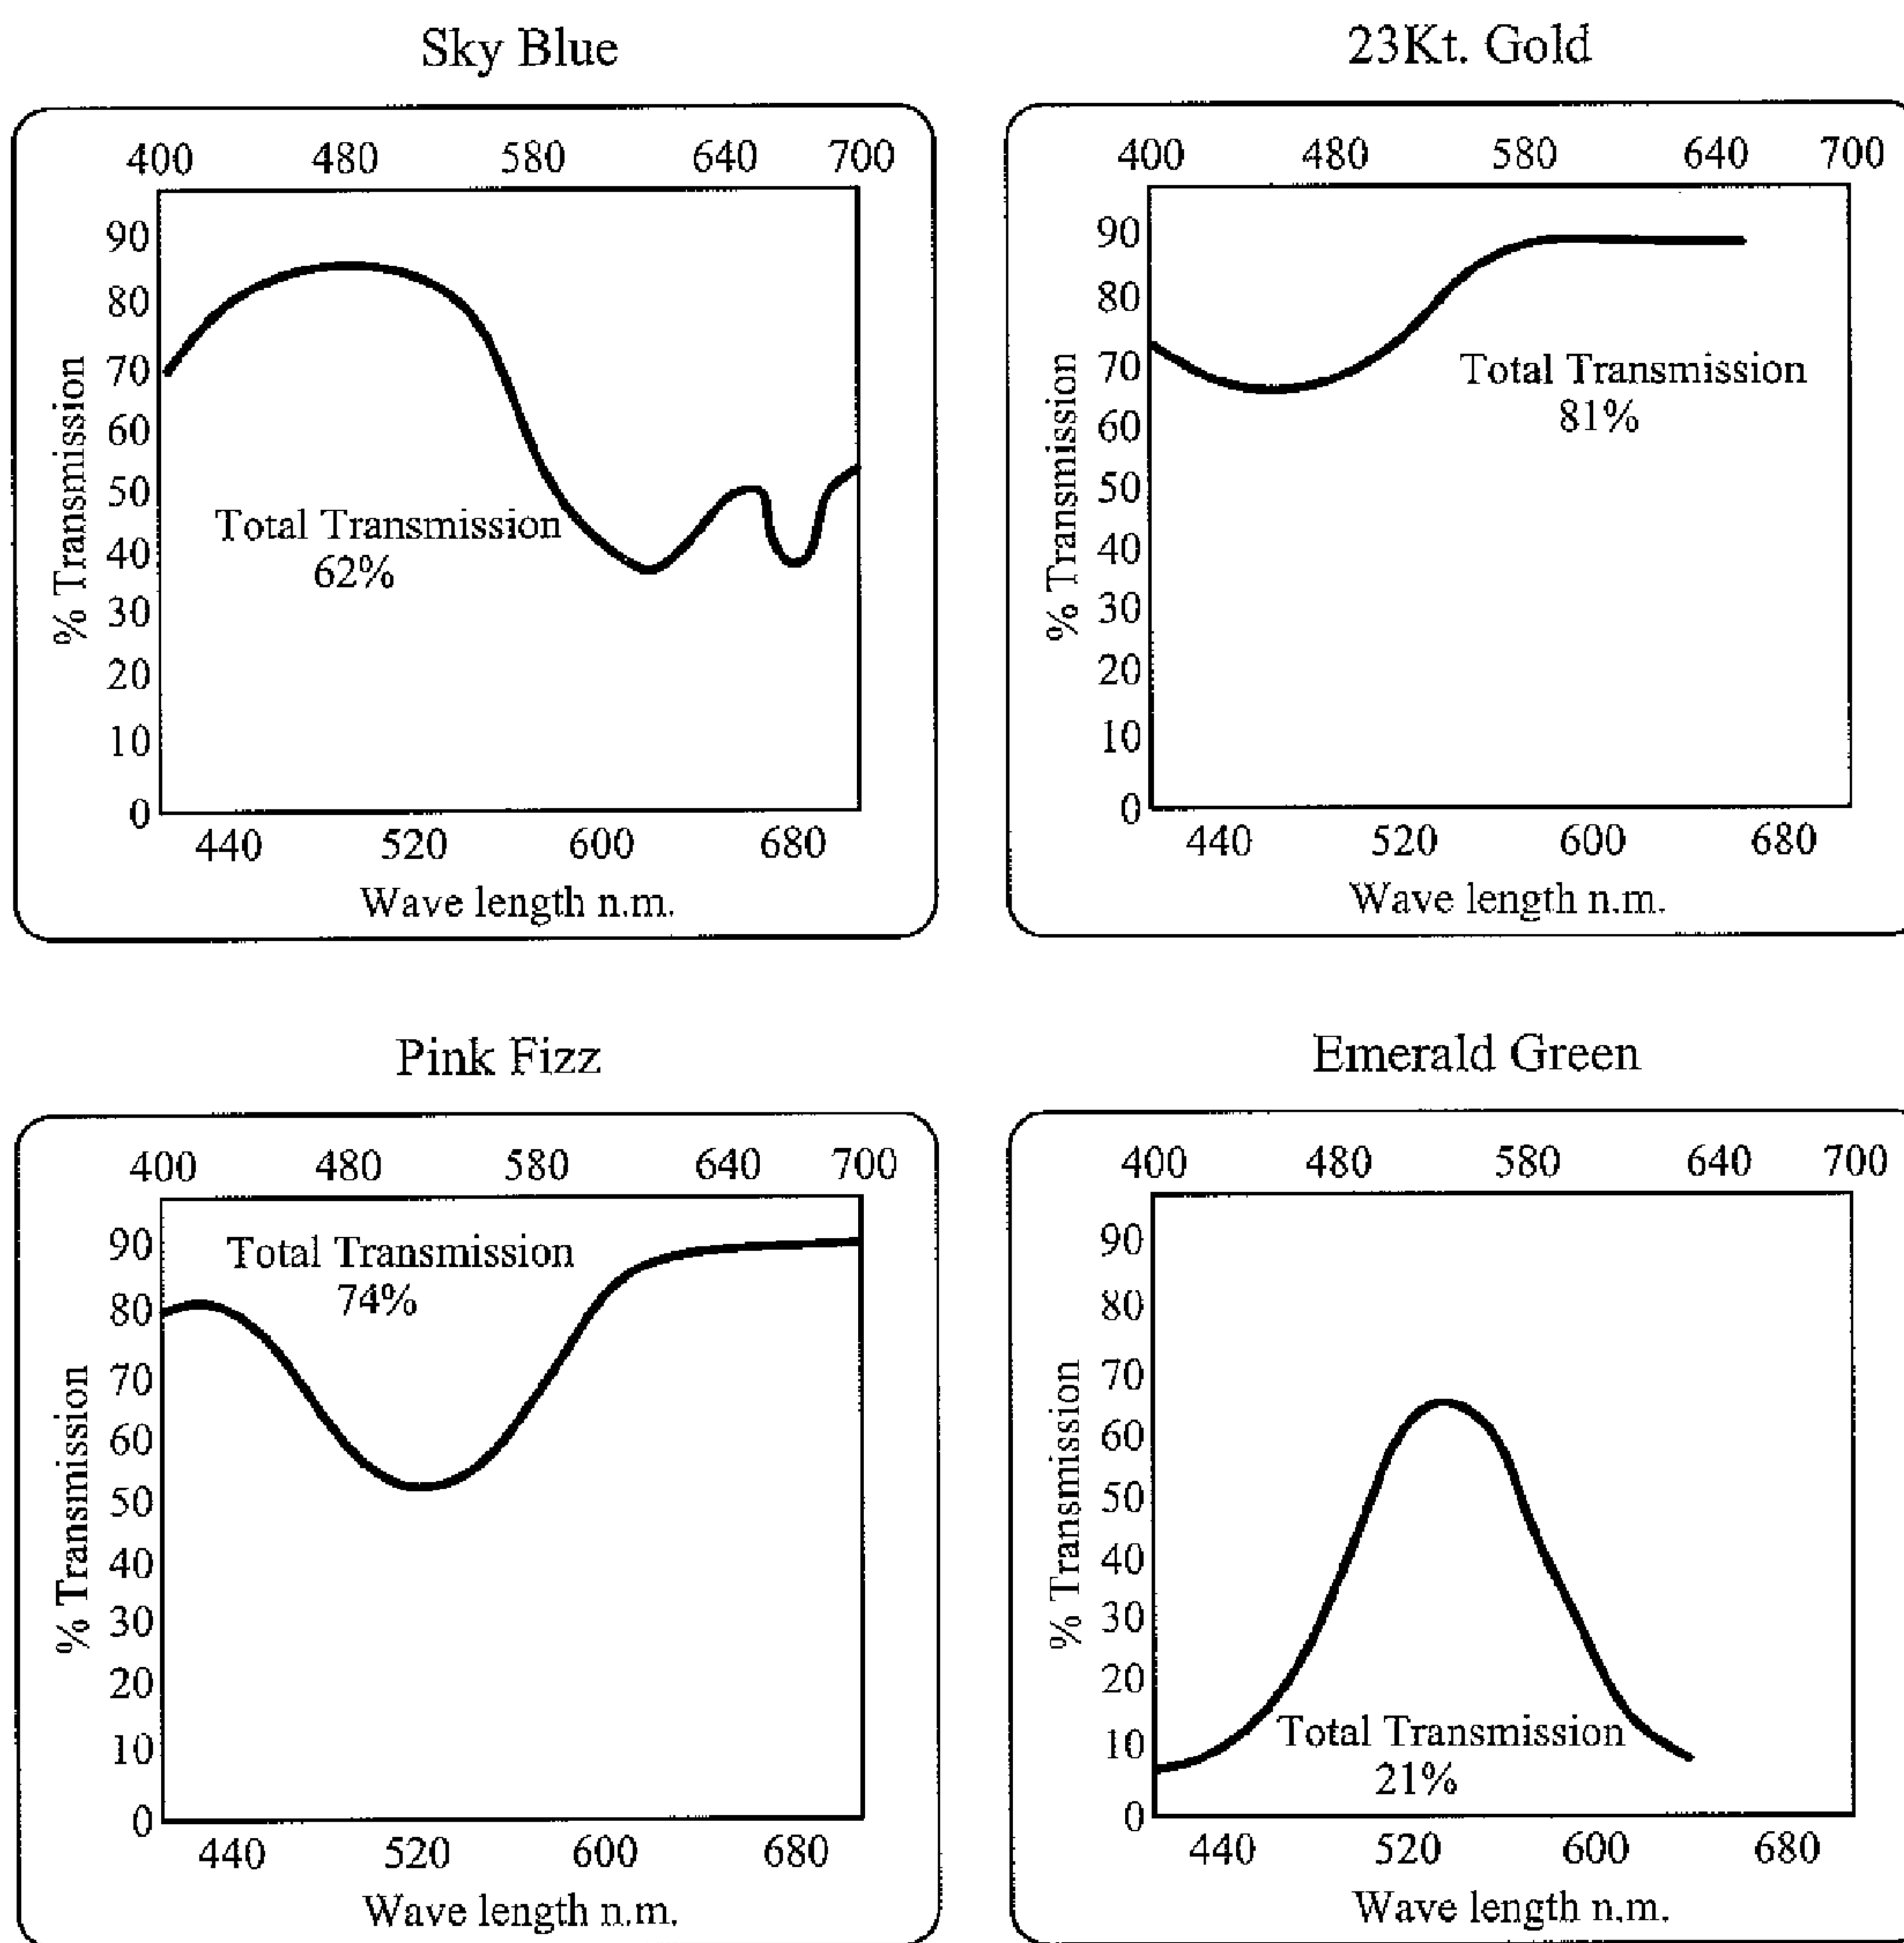 Sky Blue
400 480 580 640 700
90
80
70
60
50
40
30
20
10
0
% Transmission
Total Transmission
62%
440 520 600 680
Wave length n.m.
23Kt. Gold
400 480 580 640 700
90
80
70
60
50
40
30
20
10
0
% Transmission
Total Transmission
81%
440 520 600 680
Wave length n.m.
Pink Fizz
400 480 580 640 700
90
80
70
60
50
40
30
20
10
0
% Transmission
Total Transmission
74%
440 520 600 680
Wave length n.m.
Emerald Green
400 480 580 640 700
90
80
70
60
50
40
30
20
10
0
% Transmission
Total Transmission
21%
440 520 600 680
Wave length n.m.